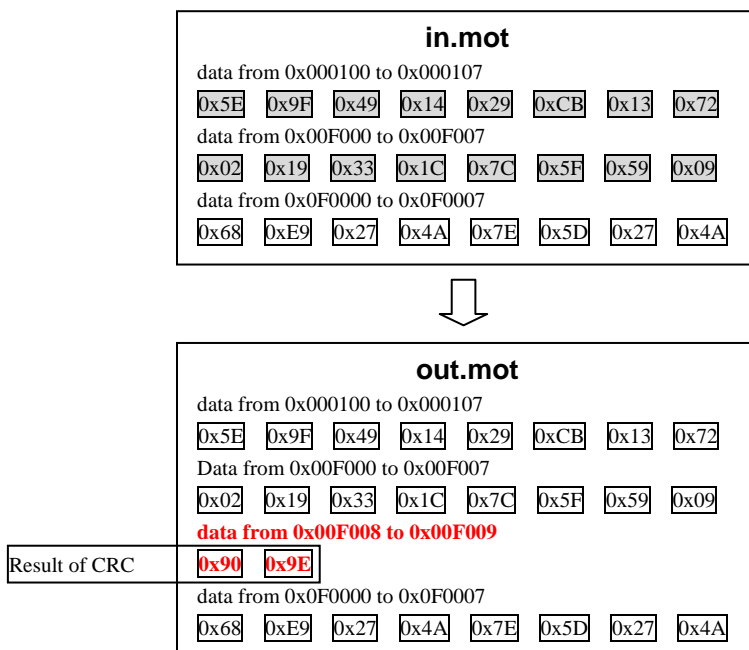 in.mot
data from 0x000100 to 0x000107
0x5E 0x9F 0x49 0x14 0x29 0xCB 0x13 0x72
data from 0x00F000 to 0x00F007
0x02 0x19 0x33 0x1C 0x7C 0x5F 0x59 0x09
data from 0x0F0000 to 0x0F0007
0x68 0xE9 0x27 0x4A 0x7E 0x5D 0x27 0x4A
out.mot
data from 0x000100 to 0x000107
0x5E 0x9F 0x49 0x14 0x29 0xCB 0x13 0x72
Data from 0x00F000 to 0x00F007
0x02 0x19 0x33 0x1C 0x7C 0x5F 0x59 0x09
data from 0x00F008 to 0x00F009
Result of CRC 0x90 0x9E
data from 0x0F0000 to 0x0F0007
0x68 0xE9 0x27 0x4A 0x7E 0x5D 0x27 0x4A